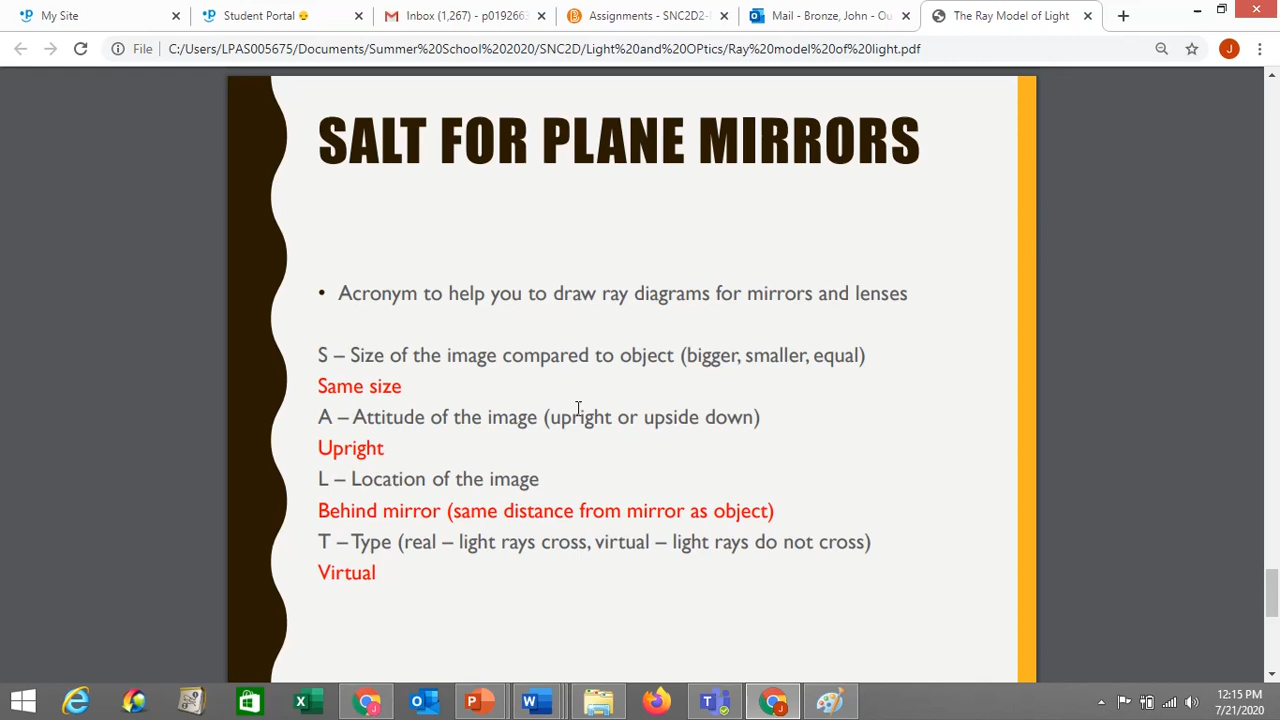 My Site
Student Portal
Inbox (1,267) - p0192663
Assignments - SNC2D2-
Mail - Bronze, John - Ou
The Ray Model of Light
File
C:/Users/LPAS005675/Documents/Summer%20School%202020/SNC2D/Light%20and%20OPtics/Ray%20model%20of%20light.pdf
J
SALT FOR PLANE MIRRORS
• Acronym to help you to draw ray diagrams for mirrors and lenses
S – Size of the image compared to object (bigger, smaller, equal)
Same size
A – Attitude of the image (upright or upside down)
Upright
L – Location of the image
Behind mirror (same distance from mirror as object)
T – Type (real – light rays cross, virtual – light rays do not cross)
Virtual
12:15 PM
7/21/2020